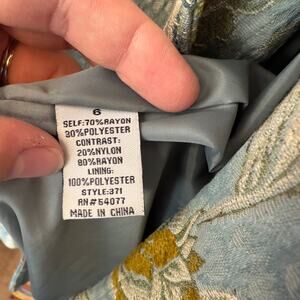 6
SELF:70%RAYON
30%POLYESTER
CONTRAST:
20%NYLON
80%RAYON
LINING:
100%POLYESTER
STYLE:371
RN#54077
MADE IN CHINA